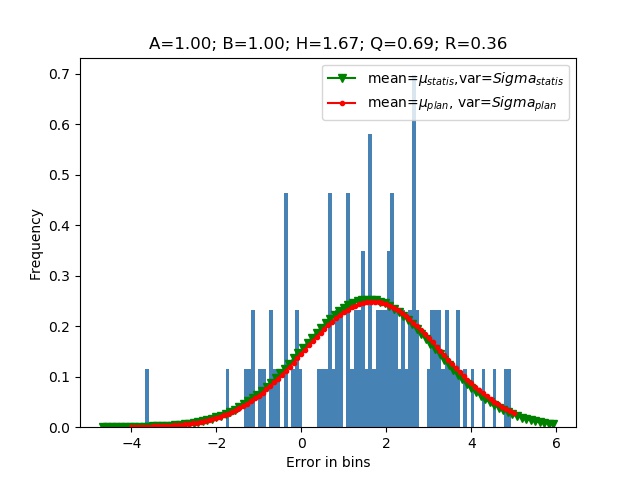 A=1.00; B=1.00; H=1.67; Q=0.69; R=0.36
mean=μstatis,var=Sigmastatis
mean=μplan, var=Sigmaplan
0.7
0.6
0.5
0.4
0.3
0.2
0.1
0.0
Frequency
−4
−2
0
2
4
6
Error in bins